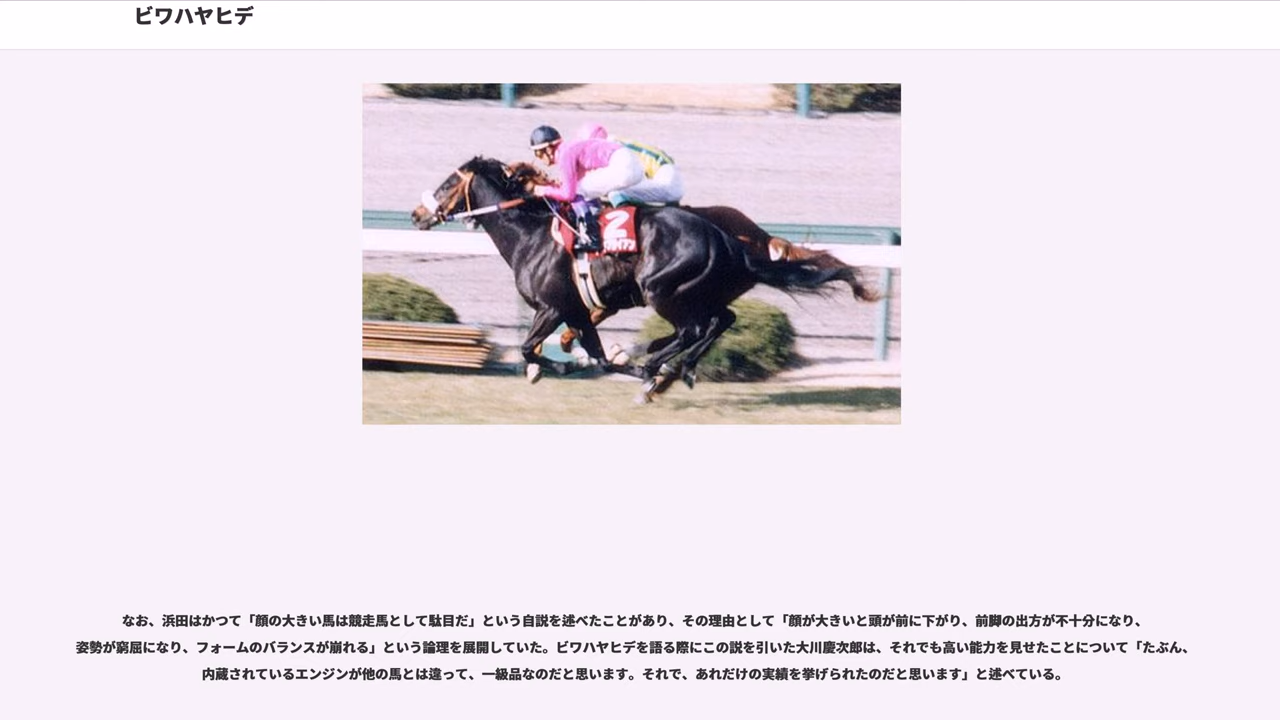 ビワハヤヒデ
2
なお、浜田はかつて「顔の大きい馬は競走馬として駄目だ」という自説を述べたことがあり、その理由として「顔が大きいと頭が前に下がり、前脚の出方が不十分になり、
姿勢が窮屈になり、フォームのバランスが崩れる」という論理を展開していた。ビワハヤヒデを語る際にこの説を引いた大川慶次郎は、それでも高い能力を見せたことについて「たぶん、
内蔵されているエンジンが他の馬とは違って、一級品なのだと思います。それで、あれだけの実績を挙げられたのだと思います」と述べている。